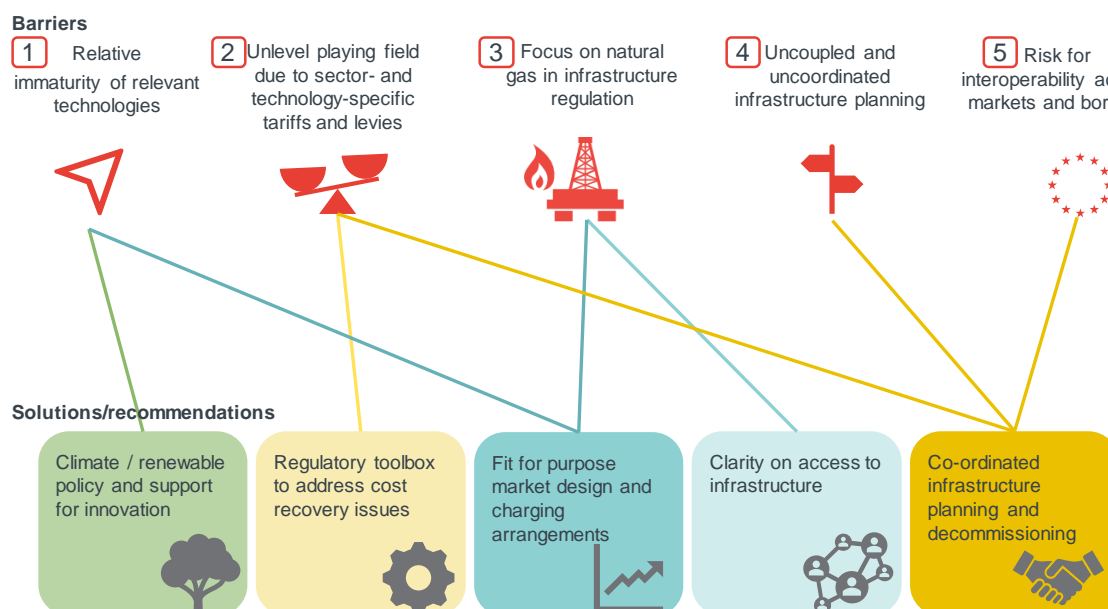 Barriers
1 Relative
immaturity of relevant
technologies
2 Unlevel playing field
due to sector- and
technology-specific
tariffs and levies
3 Focus on natural
gas in infrastructure
regulation
4 Uncoupled and
uncoordinated
infrastructure planning
5 Risk for
interoperability
markets and
Solutions/recommendations
Climate / renewable
policy and support
for innovation
Regulatory toolbox
to address cost
recovery issues
Fit for purpose
market design and
charging
arrangements
Clarity on access to
infrastructure
Co-ordinated
infrastructure
planning and
decommissioning